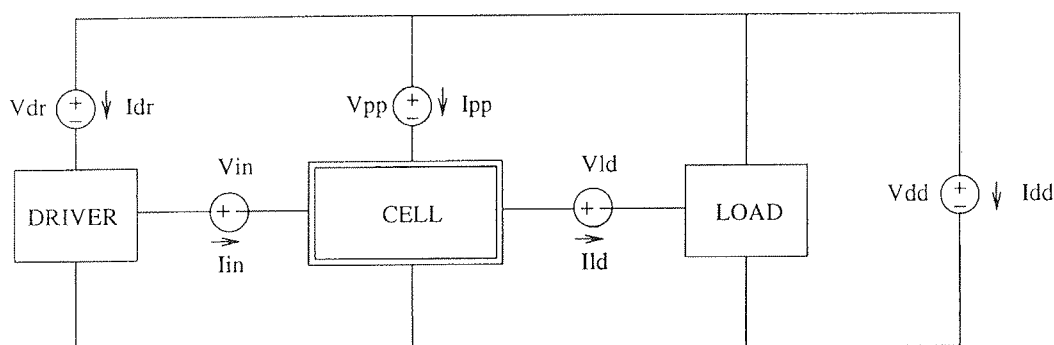 Vdr
Idr
Vpp
Ipp
Vin
Vld
DRIVER
CELL
LOAD
Vdd
Idd
Iin
Ild